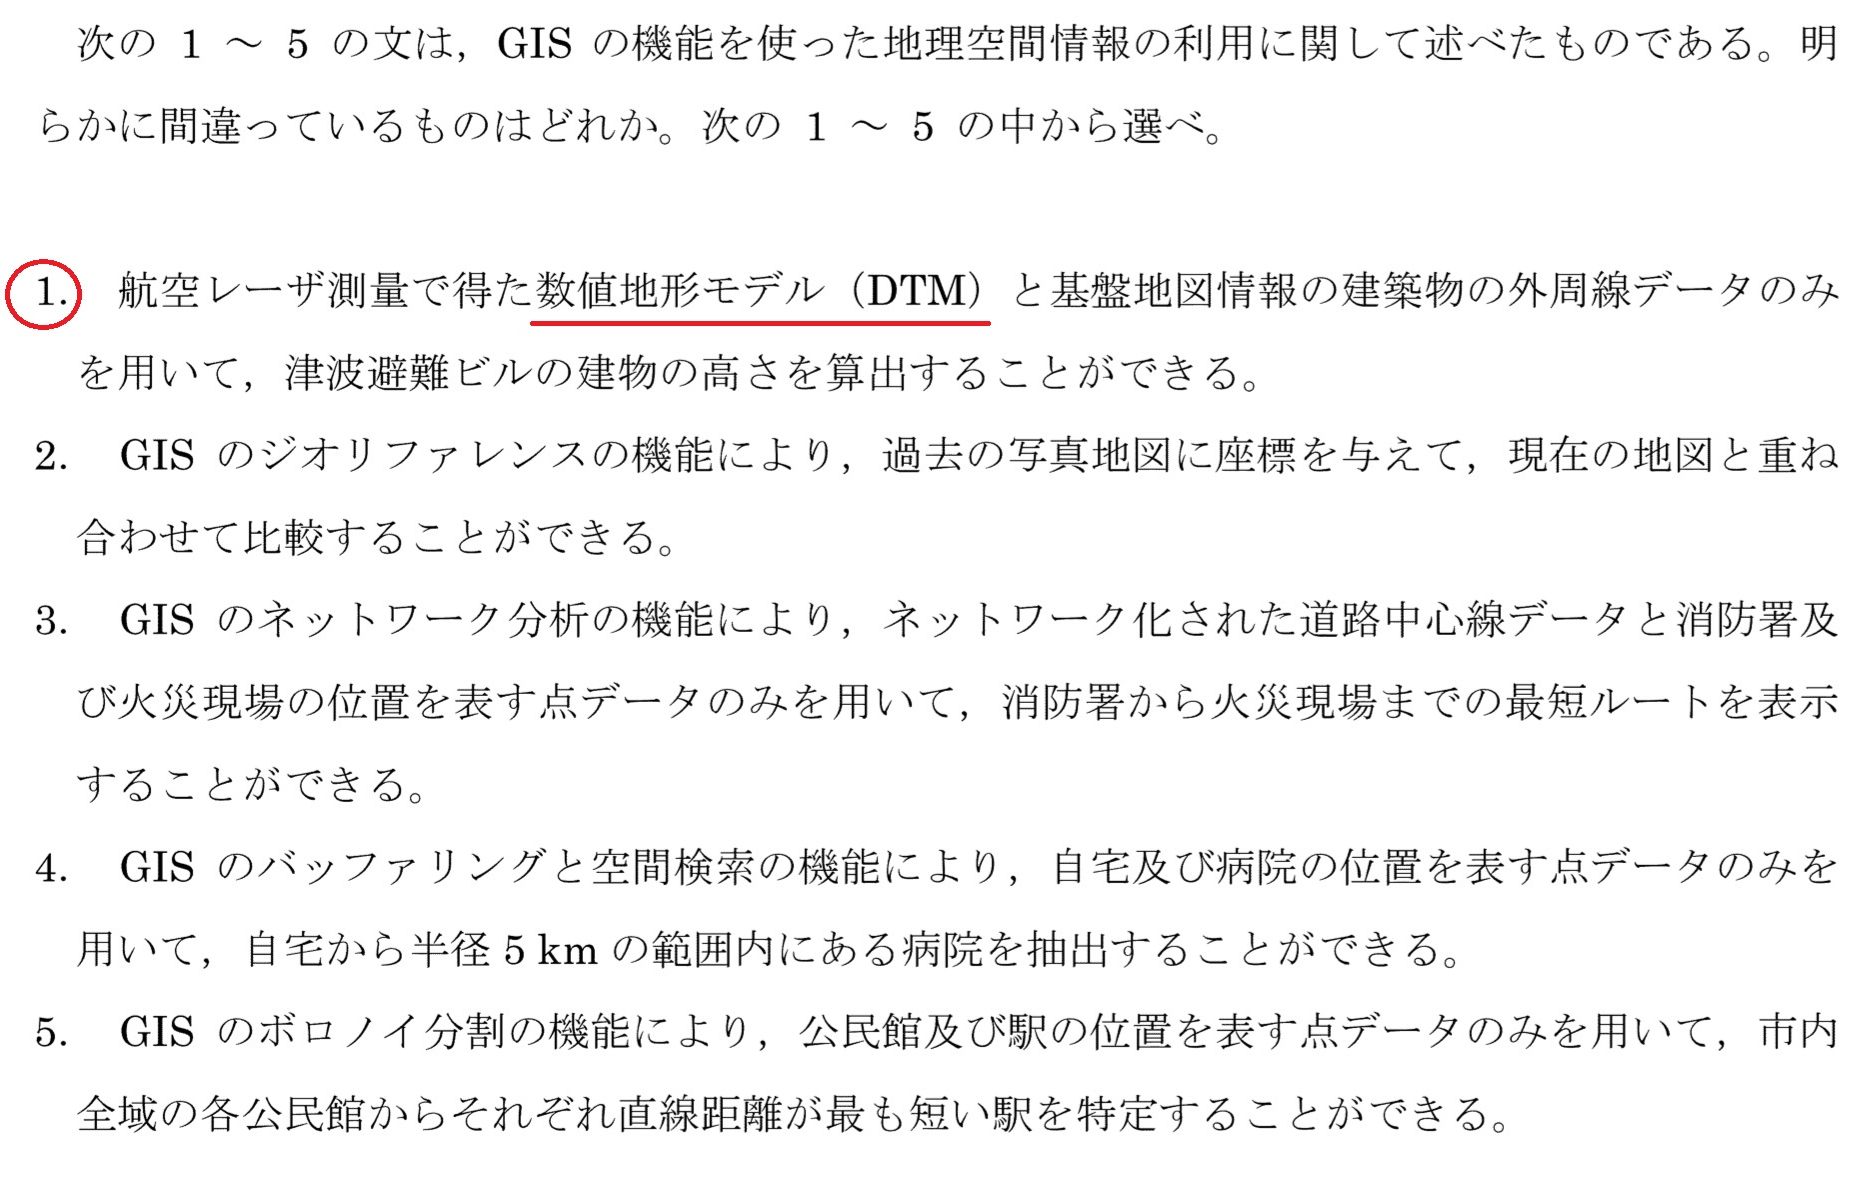 次の 1 ～ 5 の文は，GIS の機能を使った地理空間情報の利用に関して述べたものである。明
らかに間違っているものはどれか。次の 1 ～ 5 の中から選べ。
1. 航空レーザ測量で得た数値地形モデル（DTM）と基盤地図情報の建築物の外周線データのみ
を用いて，津波避難ビルの建物の高さを算出することができる。
2. GIS のジオリファレンスの機能により，過去の写真地図に座標を与えて，現在の地図と重ね
合わせて比較することができる。
3. GIS のネットワーク分析の機能により，ネットワーク化された道路中心線データと消防署及
び火災現場の位置を表す点データのみを用いて，消防署から火災現場までの最短ルートを表示
することができる。
4. GIS のバッファリングと空間検索の機能により，自宅及び病院の位置を表す点データのみを
用いて，自宅から半径 5 km の範囲内にある病院を抽出することができる。
5. GIS のボロノイ分割の機能により，公民館及び駅の位置を表す点データのみを用いて，市内
全域の各公民館からそれぞれ直線距離が最も短い駅を特定することができる。